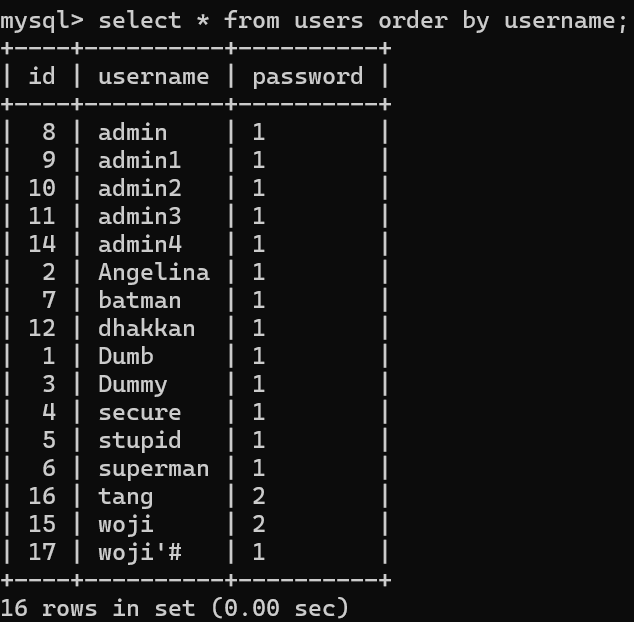 mysql> select * from users order by username;
+----+----------+----------+
| id | username | password |
+----+----------+----------+
|  8 | admin    | 1        |
|  9 | admin1   | 1        |
| 10 | admin2   | 1        |
| 11 | admin3   | 1        |
| 14 | admin4   | 1        |
|  2 | Angelina | 1        |
|  7 | batman   | 1        |
| 12 | dhakkan  | 1        |
|  1 | Dumb     | 1        |
|  3 | Dummy    | 1        |
|  4 | secure   | 1        |
|  5 | stupid   | 1        |
|  6 | superman | 1        |
| 16 | tang     | 2        |
| 15 | woji     | 2        |
| 17 | woji'#   | 1        |
+----+----------+----------+
16 rows in set (0.00 sec)